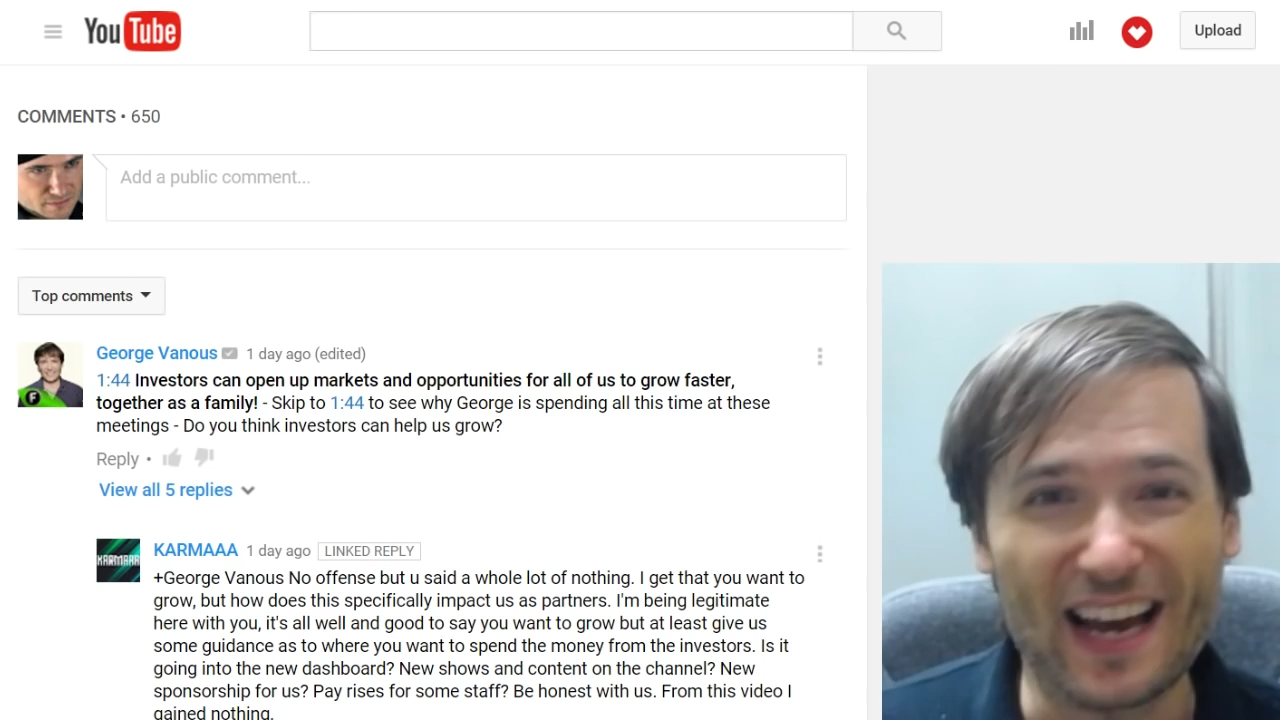 YouTube
Upload
COMMENTS • 650
Add a public comment...
Top comments
George Vanous 1 day ago (edited)
1:44 Investors can open up markets and opportunities for all of us to grow faster,
together as a family! - Skip to 1:44 to see why George is spending all this time at these
meetings - Do you think investors can help us grow?
Reply •
View all 5 replies
KARMAAA 1 day ago LINKED REPLY
+George Vanous No offense but u said a whole lot of nothing. I get that you want to
grow, but how does this specifically impact us as partners. I'm being legitimate
here with you, it's all well and good to say you want to grow but at least give us
some guidance as to where you want to spend the money from the investors. Is it
going into the new dashboard? New shows and content on the channel? New
sponsorship for us? Pay rises for some staff? Be honest with us. From this video I
gained nothing.